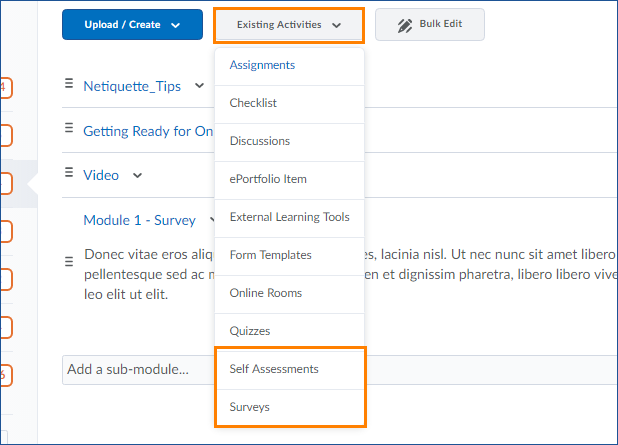 Upload / Create
Existing Activities
Bulk Edit
Assignments
Checklist
Discussions
ePortfolio Item
External Learning Tools
Form Templates
Online Rooms
Quizzes
Self Assessments
Surveys
Netiquette_Tips
Getting Ready for On
Video
Module 1 - Survey
Donec vitae eros aliq es, lacinia nisl. Ut nec nunc sit amet libero
pellentesque sed ac en et dignissim pharetra, libero libero vive
leo elit ut elit.
Add a sub-module...